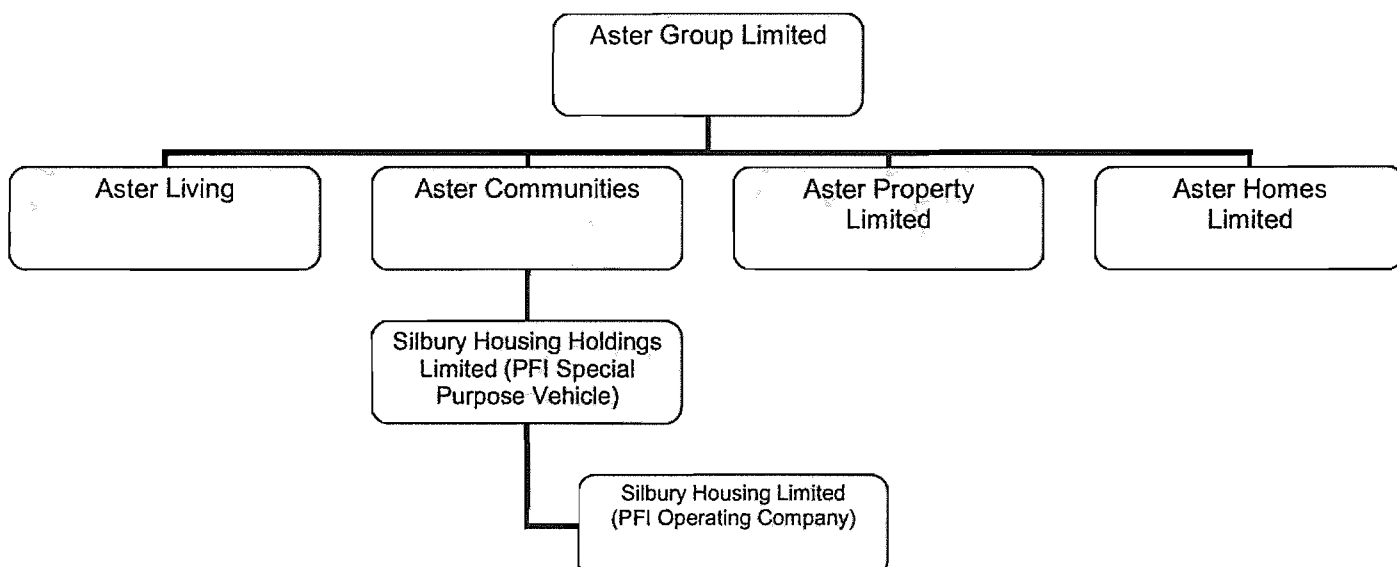 Aster Group Limited
Aster Living
Aster Communities
Aster Property
Limited
Aster Homes
Limited
Silbury Housing Holdings
Limited (PFI Special
Purpose Vehicle)
Silbury Housing Limited
(PFI Operating Company)